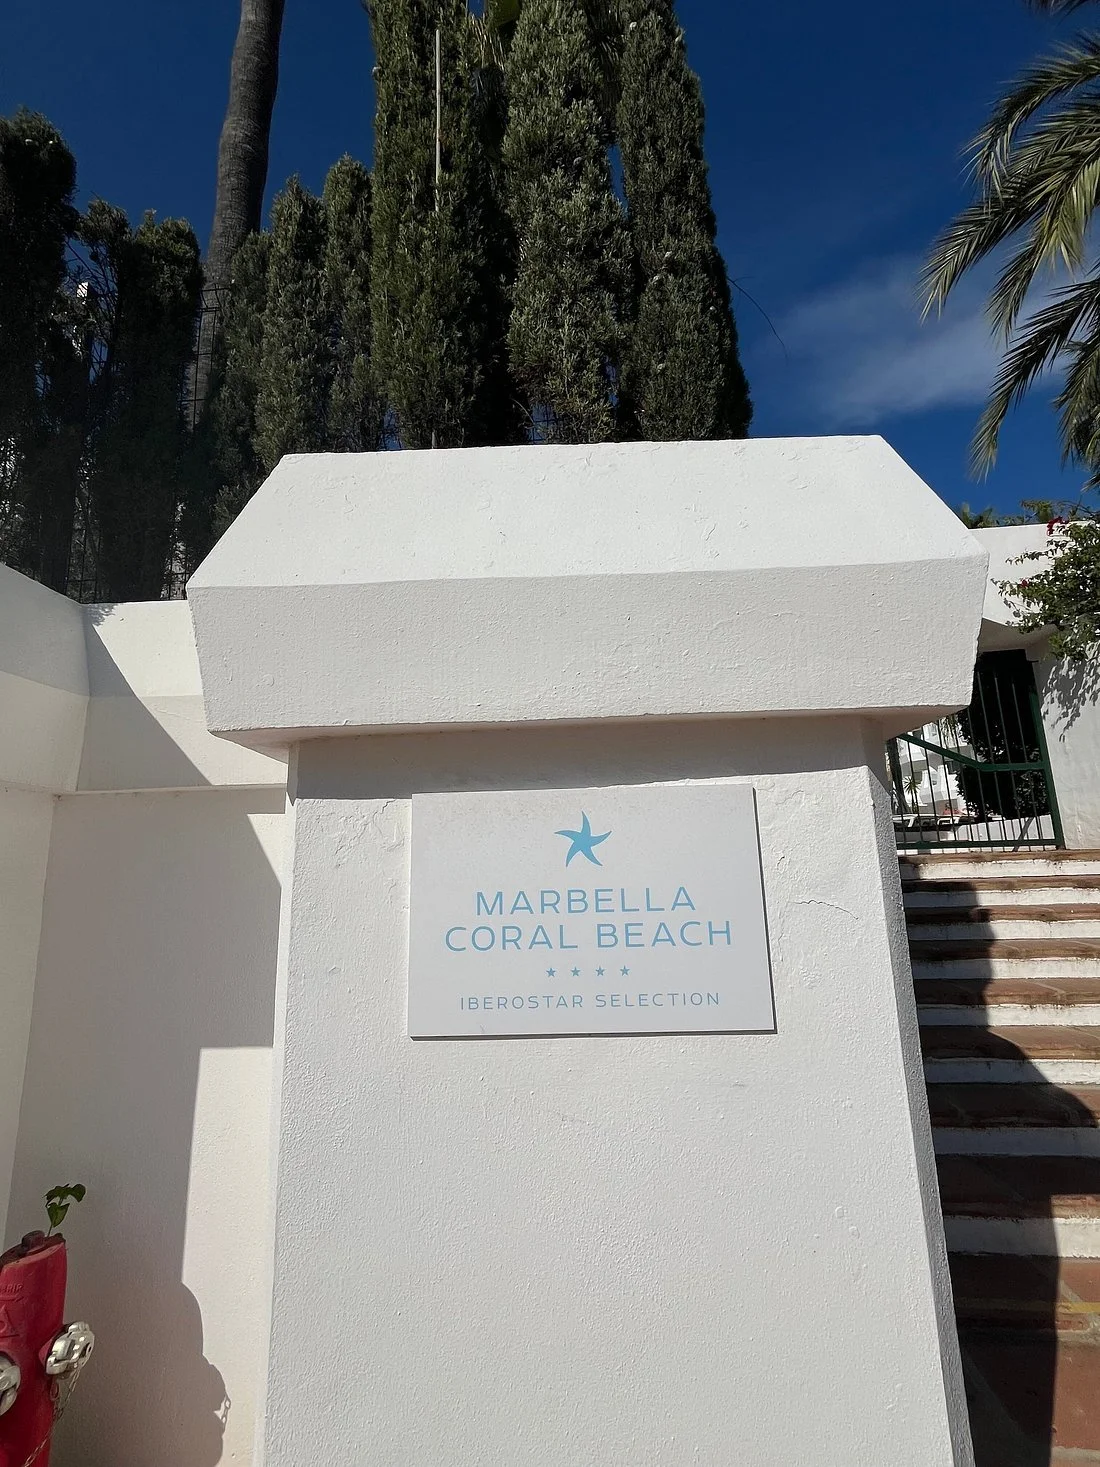 MARBELLA
CORAL BEACH
★ ★ ★ ★
IBEROSTAR SELECTION